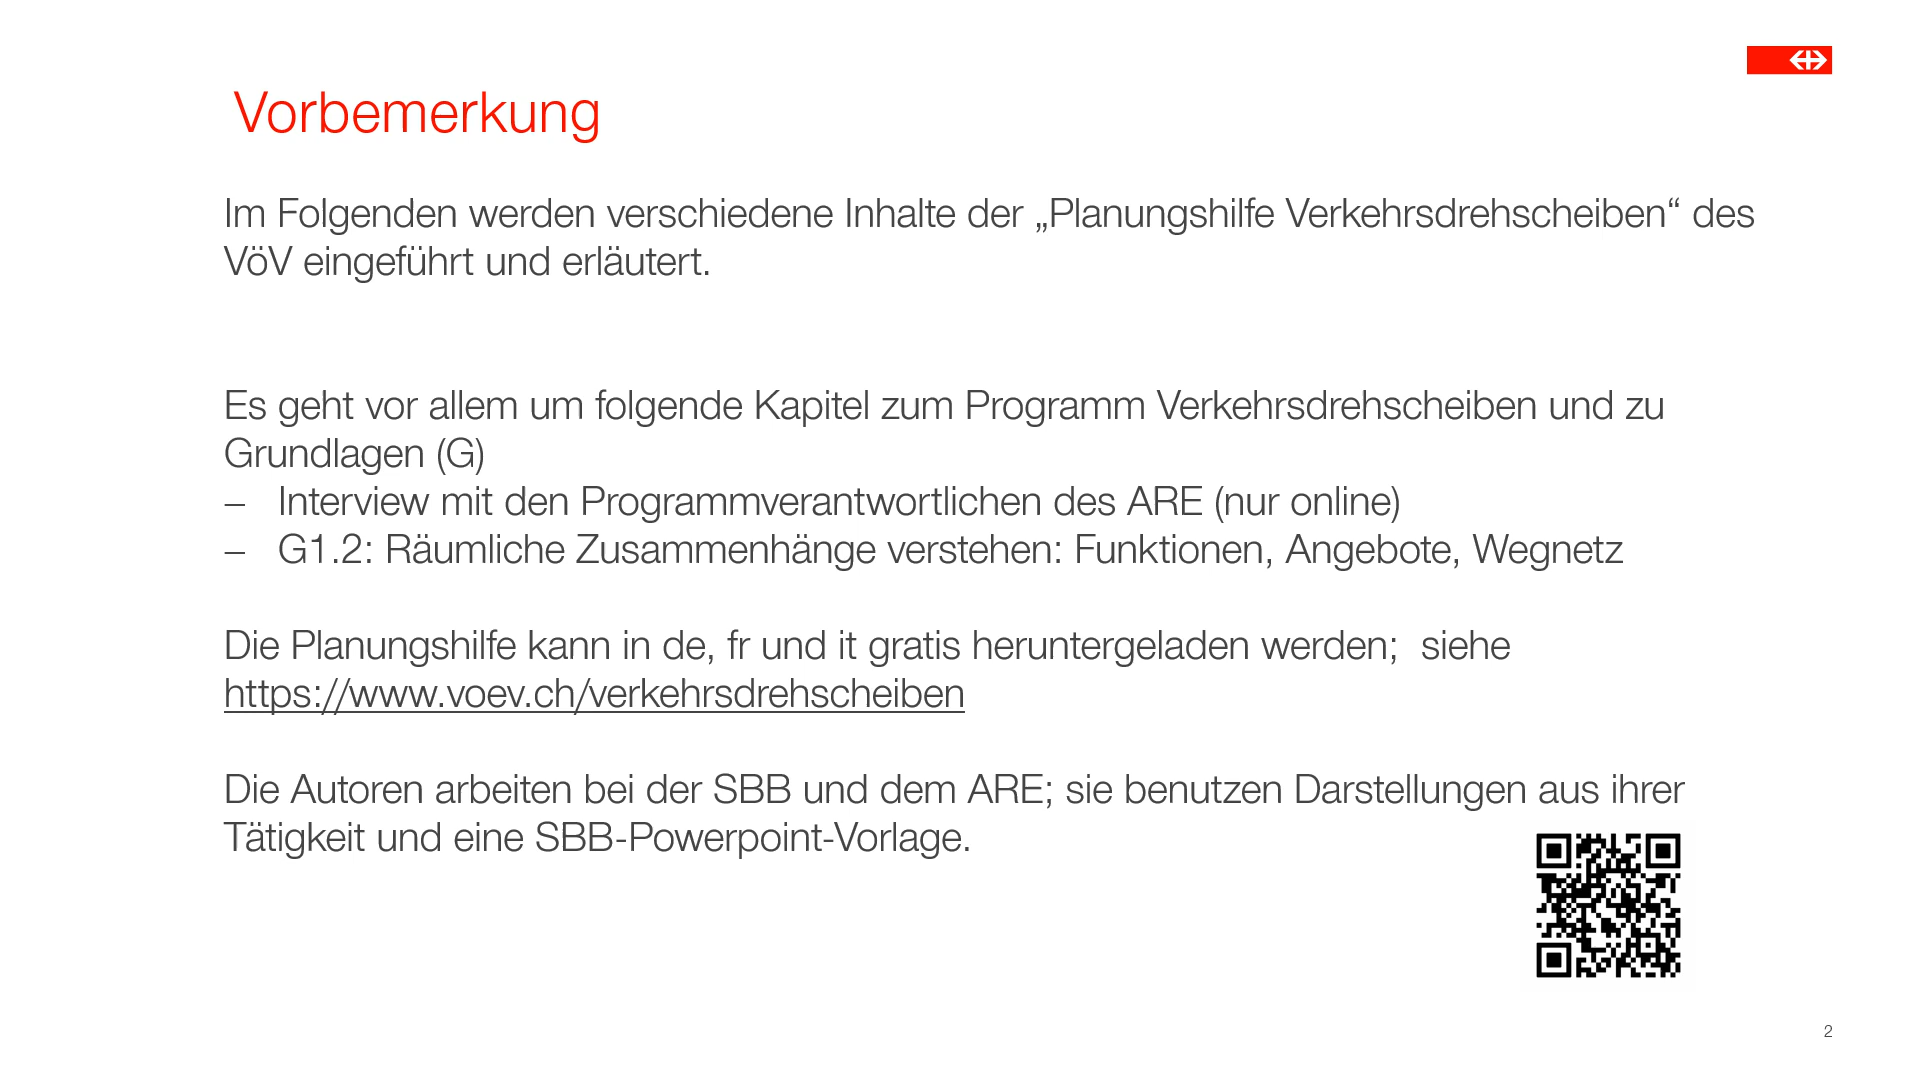 Vorbemerkung
Im Folgenden werden verschiedene Inhalte der „Planungshilfe Verkehrsdrehscheiben“ des
VöV eingeführt und erläutert.
Es geht vor allem um folgende Kapitel zum Programm Verkehrsdrehscheiben und zu
Grundlagen (G)
– Interview mit den Programmverantwortlichen des ARE (nur online)
– G1.2: Räumliche Zusammenhänge verstehen: Funktionen, Angebote, Wegnetz
Die Planungshilfe kann in de, fr und it gratis heruntergeladen werden;  siehe
https://www.voev.ch/verkehrsdrehscheiben
Die Autoren arbeiten bei der SBB und dem ARE; sie benutzen Darstellungen aus ihrer
Tätigkeit und eine SBB-Powerpoint-Vorlage.
2